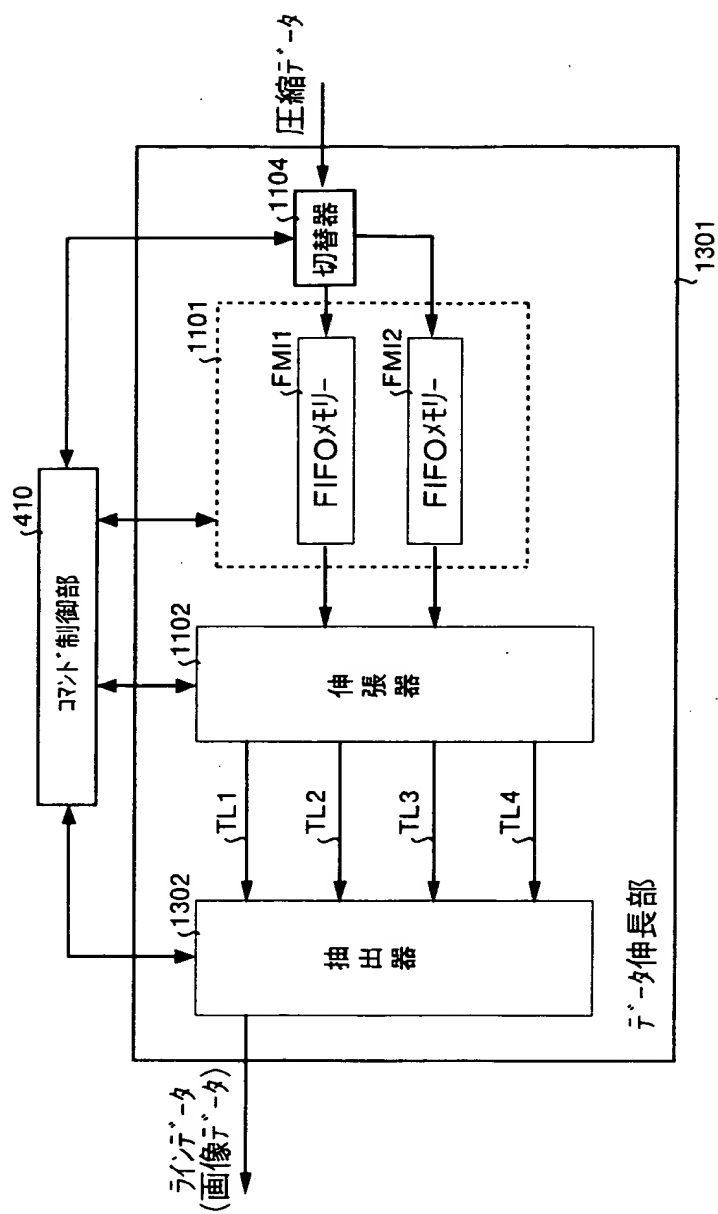 410
コマンド制御部
圧縮データ
1104
切替器
1101
FMI1
FIFOメモリー
FMI2
FIFOメモリー
1102
伸張器
TL1
TL2
TL3
TL4
1302
抽出器
ラインデータ
(画像データ)
データ伸長部
1301